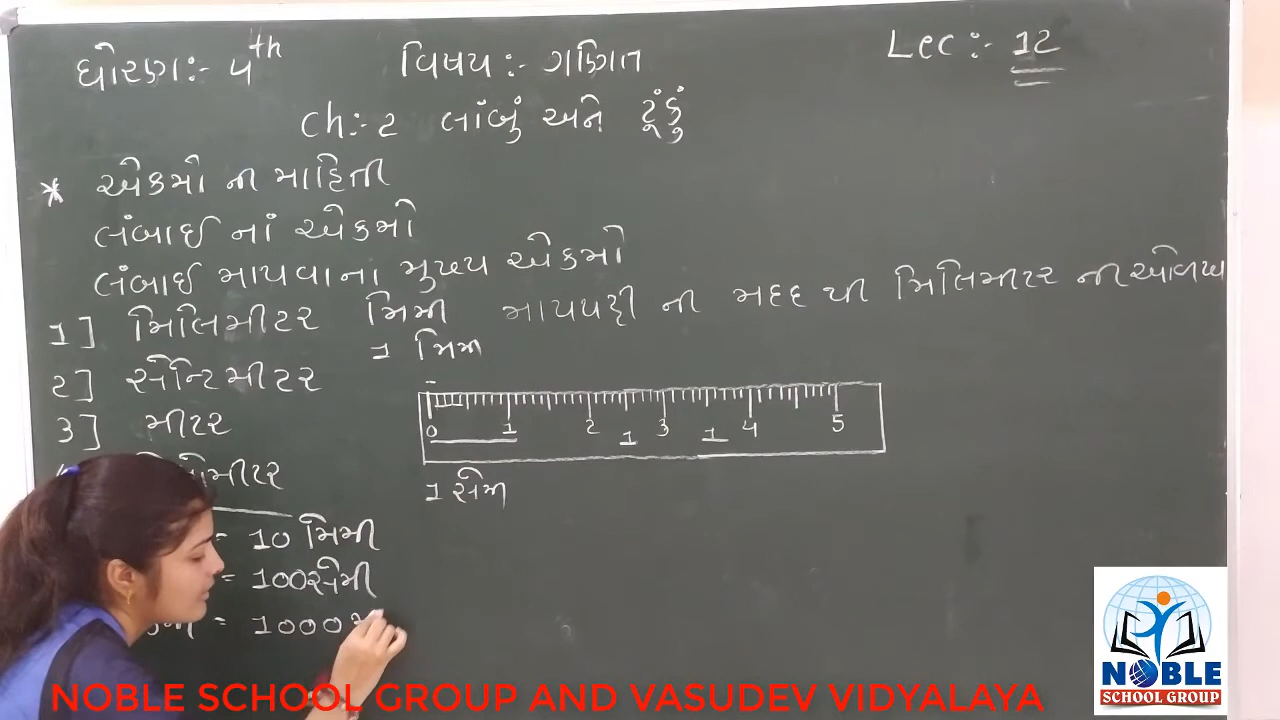 ધોરણ:- 4th વિષય:- ગણિત Lec:- 12
Ch:- 2 લાંબું અને ટૂંકું
* એકમો ની માહિતી
લંબાઈ નાં એકમો
લંબાઈ માપવાના મુખ્ય એકમો
1] મિલિમીટર મિમી માપપટ્ટી ની મદદ થી મિલિમીટર ની ઓળખ
1 મિમ
2] સેન્ટિમીટર
3] મીટર
0 1 2 1 3 1 4 5
મીટર
1 સેમ
= 10 મિમી
= 100 સેમી
= 1000
NOBLE SCHOOL GROUP
NOBLE SCHOOL GROUP AND VASUDEV VIDYALAYA